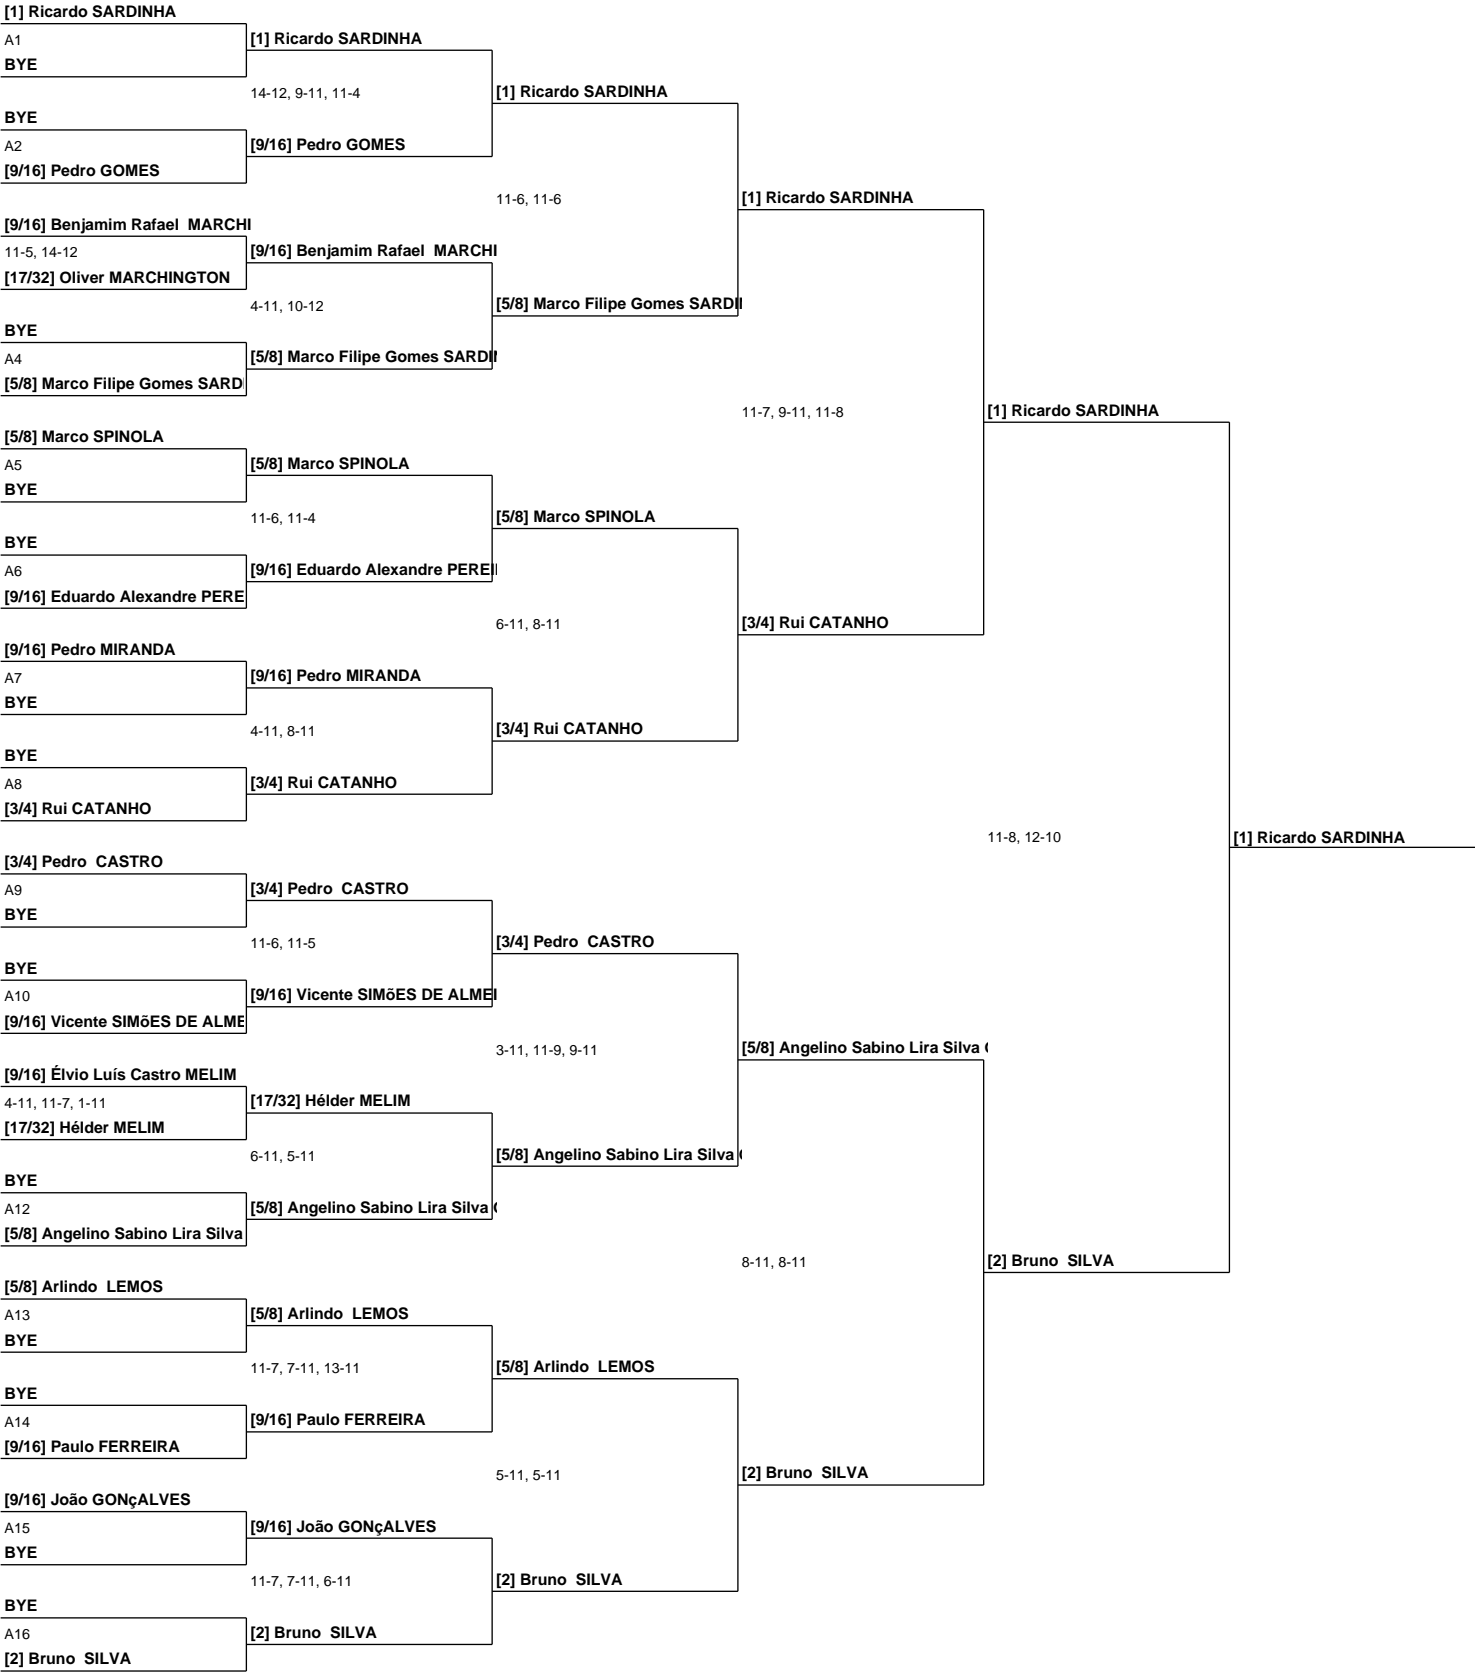 [1] Ricardo SARDINHA
A1
[1] Ricardo SARDINHA
BYE
14-12, 9-11, 11-4
[1] Ricardo SARDINHA
BYE
A2
[9/16] Pedro GOMES
[9/16] Pedro GOMES
11-6, 11-6
[1] Ricardo SARDINHA
[9/16] Benjamim Rafael  MARCHI
11-5, 14-12
[9/16] Benjamim Rafael  MARCHI
[17/32] Oliver MARCHINGTON
4-11, 10-12
[5/8] Marco Filipe Gomes SARDI
BYE
A4
[5/8] Marco Filipe Gomes SARDI
[5/8] Marco Filipe Gomes SARD
11-7, 9-11, 11-8
[1] Ricardo SARDINHA
[5/8] Marco SPINOLA
A5
[5/8] Marco SPINOLA
BYE
11-6, 11-4
[5/8] Marco SPINOLA
BYE
A6
[9/16] Eduardo Alexandre PEREI
[9/16] Eduardo Alexandre PERE
6-11, 8-11
[3/4] Rui CATANHO
[9/16] Pedro MIRANDA
A7
[9/16] Pedro MIRANDA
BYE
4-11, 8-11
[3/4] Rui CATANHO
BYE
A8
[3/4] Rui CATANHO
[3/4] Rui CATANHO
11-8, 12-10
[1] Ricardo SARDINHA
[3/4] Pedro  CASTRO
A9
[3/4] Pedro  CASTRO
BYE
11-6, 11-5
[3/4] Pedro  CASTRO
BYE
A10
[9/16] Vicente SIMõES DE ALMEI
[9/16] Vicente SIMõES DE ALME
3-11, 11-9, 9-11
[5/8] Angelino Sabino Lira Silva
[9/16] Élvio Luís Castro MELIM
4-11, 11-7, 1-11
[17/32] Hélder MELIM
[17/32] Hélder MELIM
6-11, 5-11
[5/8] Angelino Sabino Lira Silva
BYE
A12
[5/8] Angelino Sabino Lira Silva
[5/8] Angelino Sabino Lira Silva
8-11, 8-11
[2] Bruno  SILVA
[5/8] Arlindo  LEMOS
A13
[5/8] Arlindo  LEMOS
BYE
11-7, 7-11, 13-11
[5/8] Arlindo  LEMOS
BYE
A14
[9/16] Paulo FERREIRA
[9/16] Paulo FERREIRA
5-11, 5-11
[2] Bruno  SILVA
[9/16] João GONçALVES
A15
[9/16] João GONçALVES
BYE
11-7, 7-11, 6-11
[2] Bruno  SILVA
BYE
A16
[2] Bruno  SILVA
[2] Bruno  SILVA